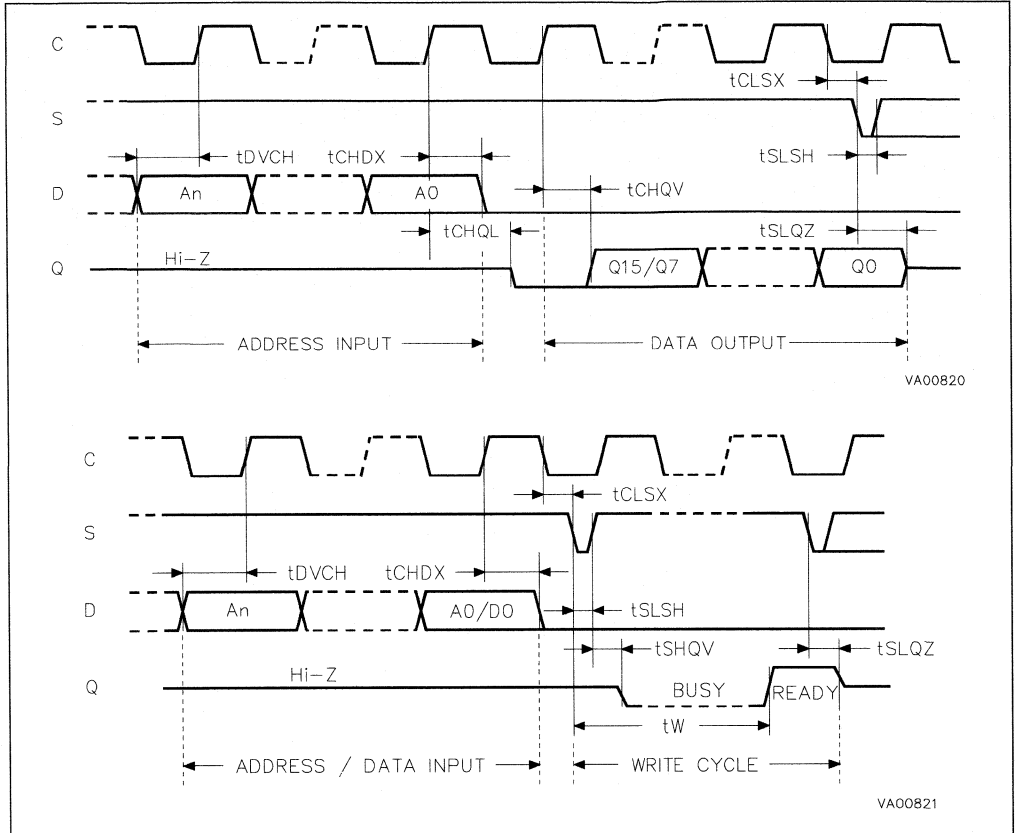 C
tCLSX
S
tDVCH
tCHDX
tSLSH
D
An
A0
tCHQV
tCHQL
tSLQZ
Hi-Z
Q
Q15/Q7
Q0
ADDRESS INPUT
DATA OUTPUT
VA00820
C
tCLSX
S
tDVCH
tCHDX
D
An
A0/D0
tSLSH
tSHQV
tSLQZ
Hi-Z
Q
BUSY
READY
tW
ADDRESS / DATA INPUT
WRITE CYCLE
VA00821